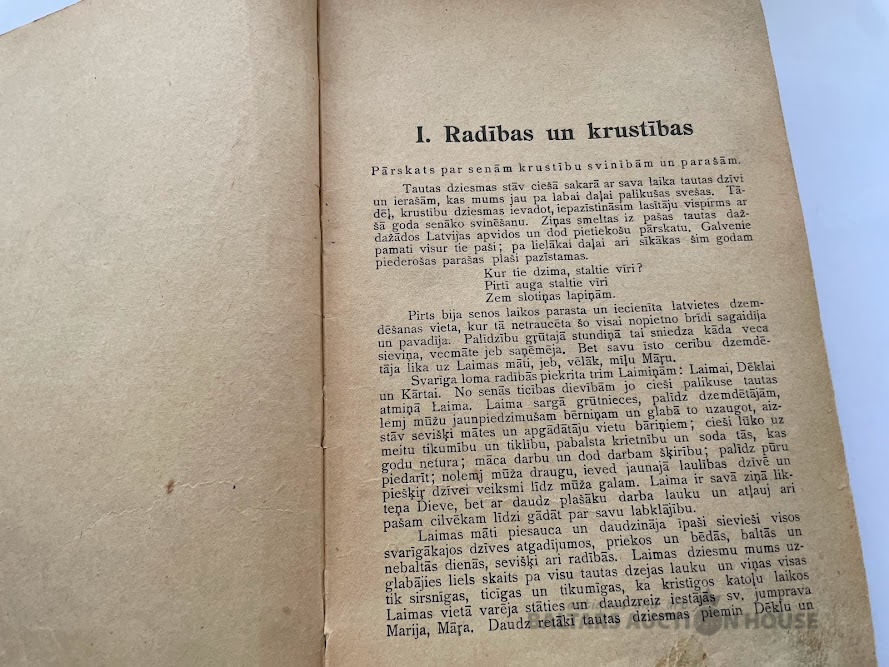 I. Radības un krustības
Pārskats par senām krustību svinībām un parašām.
Tautas dziesmas stāv ciešā sakarā ar sava laika tautas dzīvi
un ierašām, kas mums jau pa labai daļai palikušas svešas. Tā-
dēļ, krustību dziesmas ievadot, iepazīstināsim lasītāju vispirms ar
šā goda senāko svinēšanu. Ziņas smeltas iz pašas tautas daž-
dažādos Latvijas apvidos un dod pietiekošu pārskatu. Galvenie
pamati visur tie paši; pa lielākai daļai ari sīkākas šim godam
piederošas parašas plaši pazīstamas.
Kur tie dzima, staltie vīri?
Pirtī auga staltie vīri
Zem slotiņas lapiņām.
Pirts bija senos laikos parasta un iecienīta latvietes dzem-
dēšanas vieta, kur tā netraucēta šo visai nopietno brīdi sagaidīja
un pavadīja. Palīdzību grūtajā stundiņā tai sniedza kāda veca
sieviņa, vecmāte jeb saņēmēja. Bet savu īsto cerību dzemdē-
tāja lika uz Laimas māti, jeb, vēlāk, miļu Māŗu.
Svariga loma radībās piekrita trim Laimiņām: Laimai, Dēklai
un Kārtai. No senās ticības dievībām jo cieši palikuse tautas
atmiņā Laima. Laima sargā grūtnieces, palīdz dzemdētājām,
lemj mūžu jaunpiedzimušam bērniņam un glabā to uzaugot, aiz-
stāv sevišķi mātes un apgādātāju vietu bāriņiem; cieši lūko uz
meitu tikumību un tiklību, pabalsta krietnību un soda tās, kas
godu netura; māca darbu un dod darbam šķirību; palīdz pūru
piedarīt; nolemj mūža draugu, ieved jaunajā laulības dzīvē un
piešķiŗ dzīvei veiksmi līdz mūža galam. Laima ir savā ziņā lik-
teņa Dieve, bet ar daudz plašāku darba lauku un atļauj ari
pašam cilvēkam līdzi gādāt par savu labklājību.
Laimas māti piesauca un daudzināja īpaši sievieši visos
svarīgākajos dzīves atgadījumos, priekos un bēdās, baltās un
nebaltās dienās, sevišķi ari radībās. Laimas dziesmu mums uz-
glabājies liels skaits pa visu tautas dzejas lauku un viņas visas
tik sirsnīgas, ticīgas un tikumīgas, ka kristīgos katoļu laikos
Laimas vietā varēja stāties un daudzreiz iestājās sv. jumprava
Marija, Māŗa. Daudz retāki tautas dziesmas piemin Dēklu un
BALTARS AUCTION HOUSE